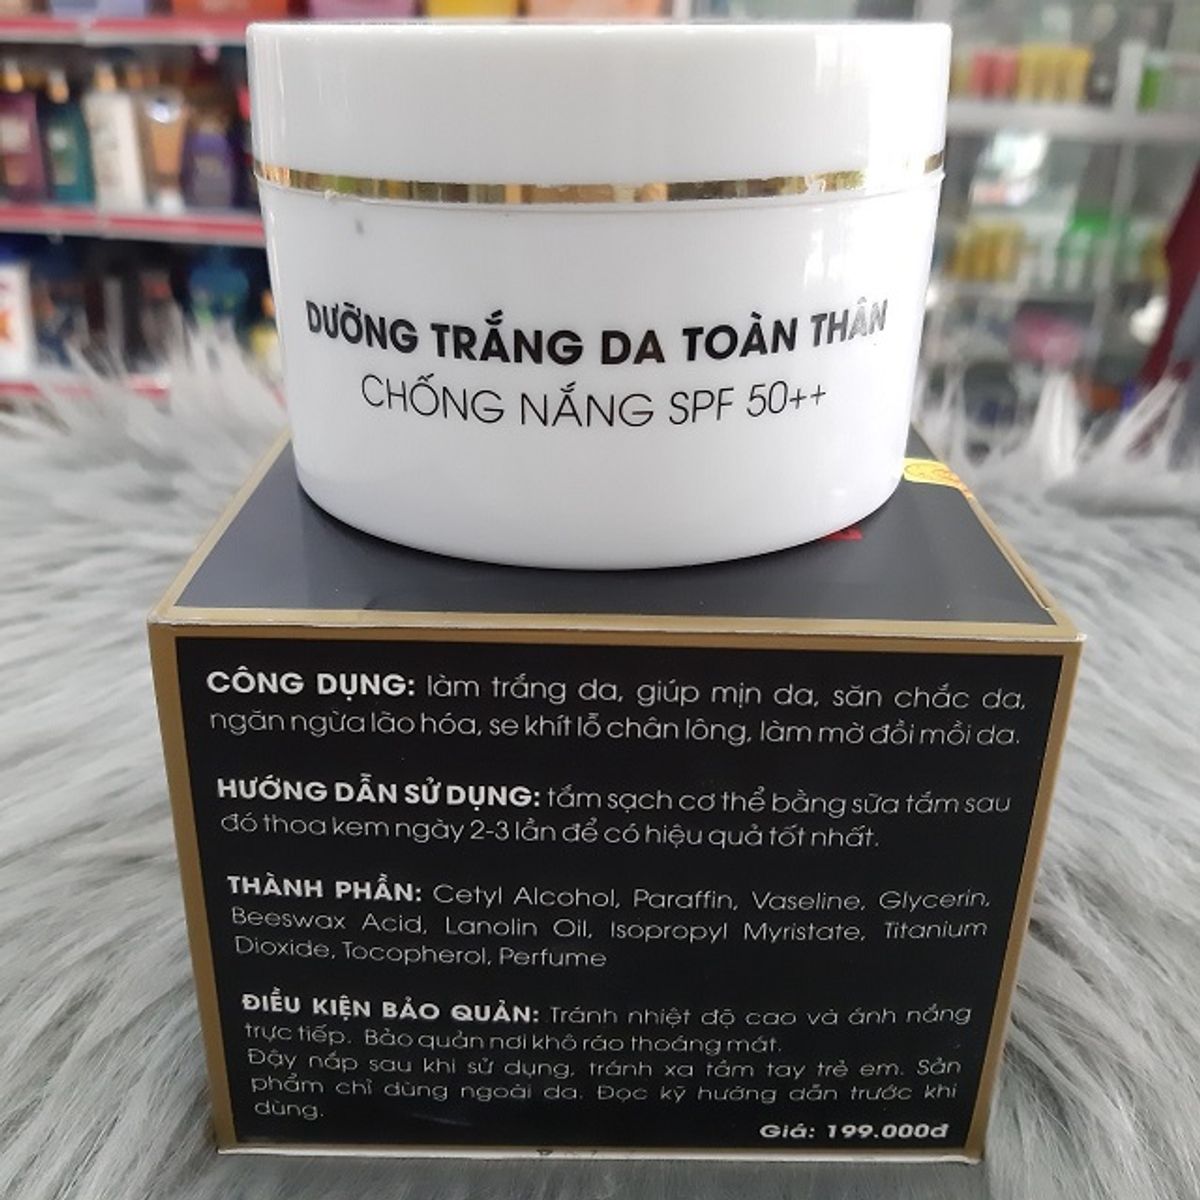 DƯỠNG TRẮNG DA TOÀN THÂN
CHỐNG NẮNG SPF 50++
CÔNG DỤNG: làm trắng da, giúp mịn da, săn chắc da,
ngăn ngừa lão hóa, se khít lỗ chân lông, làm mờ đồi mồi da.
HƯỚNG DẪN SỬ DỤNG: tắm sạch cơ thể bằng sữa tắm sau
đó thoa kem ngày 2-3 lần để có hiệu quả tốt nhất.
THÀNH PHẦN: Cetyl Alcohol, Paraffin, Vaseline, Glycerin,
Beeswax Acid, Lanolin Oil, Isopropyl Myristate, Titanium
Dioxide, Tocopherol, Perfume
ĐIỀU KIỆN BẢO QUẢN: Tránh nhiệt độ cao và ánh nắng
trực tiếp. Bảo quản nơi khô ráo thoáng mát.
Đậy nắp sau khi sử dụng, tránh xa tầm tay trẻ em. Sản
phẩm chỉ dùng ngoài da. Đọc kỹ hướng dẫn trước khi
dùng.
Giá: 199.000đ